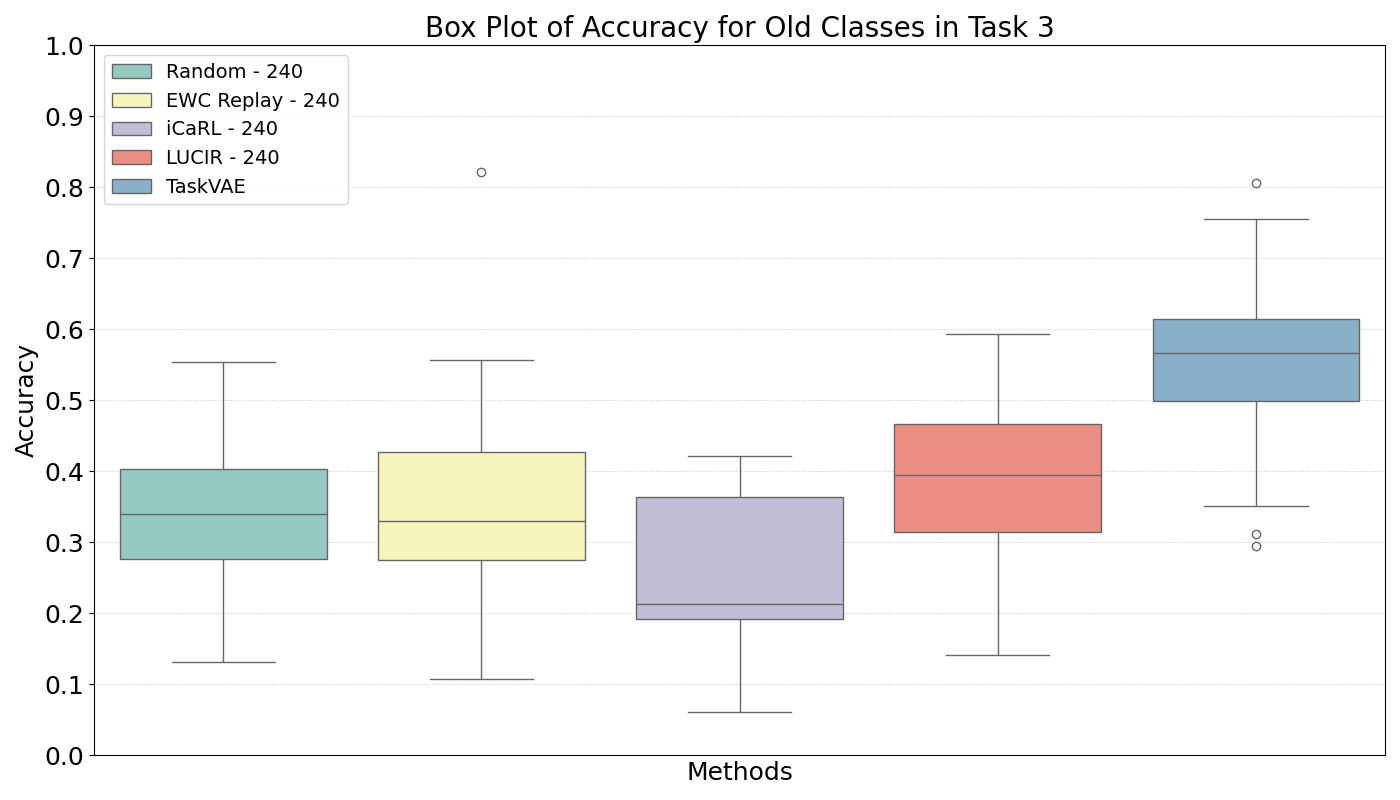 Box Plot of Accuracy for Old Classes in Task 3
1.0
0.9
0.8
0.7
0.6
0.5
0.4
0.3
0.2
0.1
0.0
Accuracy
Random - 240
EWC Replay - 240
iCaRL - 240
LUCIR - 240
TaskVAE
Methods